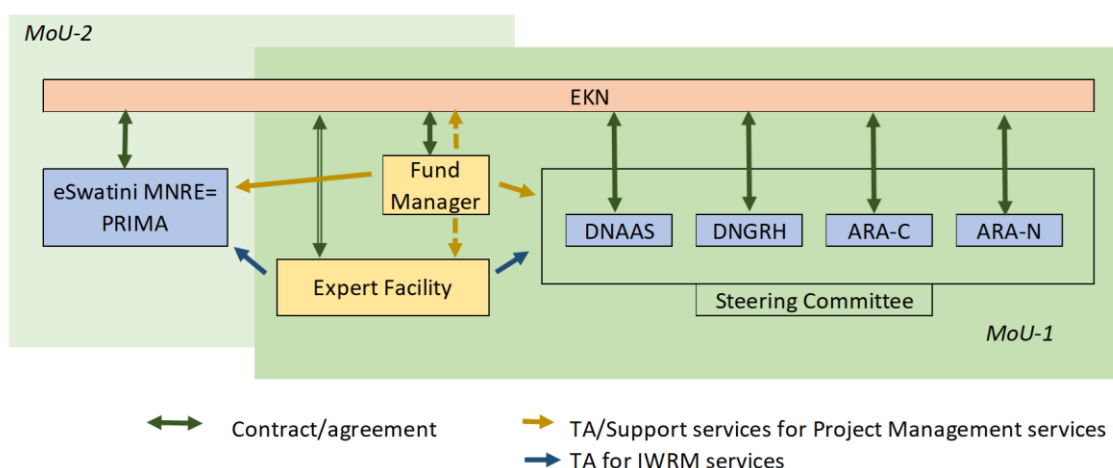 MoU-2
EKN
eSwatini MNRE=
PRIMA
Fund
Manager
DNAAS
DNGRH
ARA-C
ARA-N
Expert Facility
Steering Committee
MoU-1
Contract/agreement
TA/Support services for Project Management services
TA for IWRM services